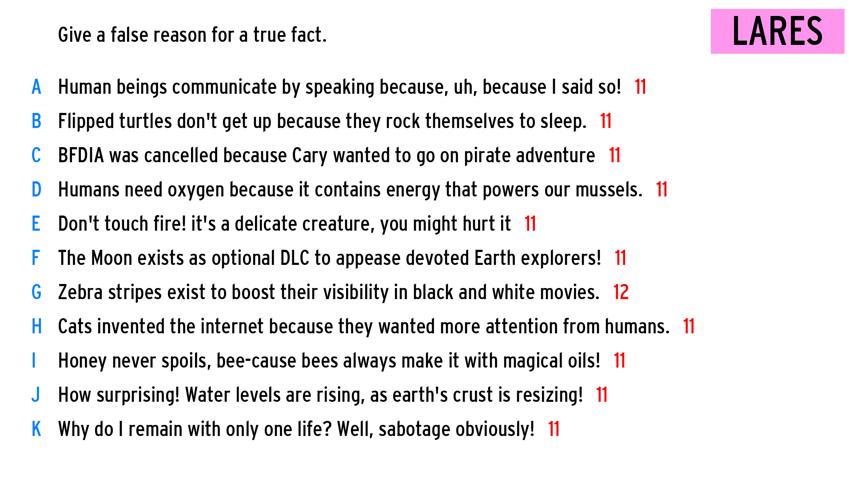 Give a false reason for a true fact.
LARES
A Human beings communicate by speaking because, uh, because I said so! 11
B Flipped turtles don't get up because they rock themselves to sleep. 11
C BFDIA was cancelled because Cary wanted to go on pirate adventure 11
D Humans need oxygen because it contains energy that powers our mussels. 11
E Don't touch fire! it's a delicate creature, you might hurt it 11
F The Moon exists as optional DLC to appease devoted Earth explorers! 11
G Zebra stripes exist to boost their visibility in black and white movies. 12
H Cats invented the internet because they wanted more attention from humans. 11
I Honey never spoils, bee-cause bees always make it with magical oils! 11
J How surprising! Water levels are rising, as earth's crust is resizing! 11
K Why do I remain with only one life? Well, sabotage obviously! 11